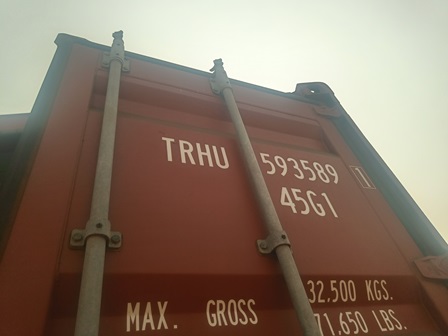 TRHU 593589 1
45G1
MAX. GROSS 32.500 KGS.
71,650 LBS.